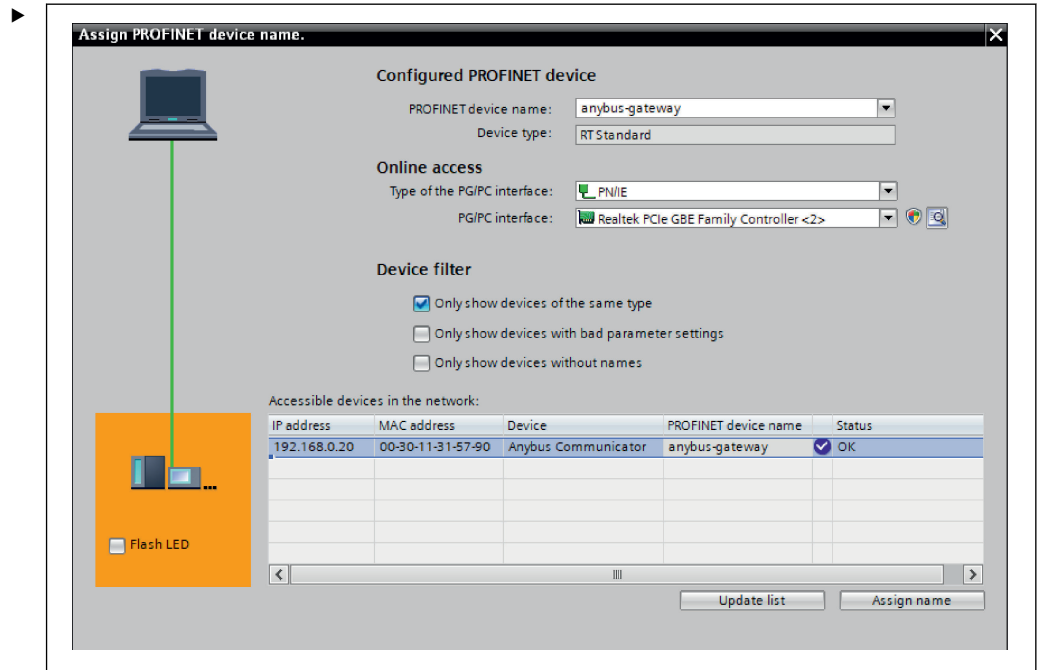 Assign PROFINET device name.
Configured PROFINET device
PROFINET device name: anybus-gateway
Device type: RT Standard
Online access
Type of the PG/PC interface: PN/IE
PG/PC interface: Realtek PCIe GBE Family Controller <2>
Device filter
Only show devices of the same type
Only show devices with bad parameter settings
Only show devices without names
Accessible devices in the network:
IP address MAC address Device PROFINET device name Status
192.168.0.20 00-30-11-31-57-90 Anybus Communicator anybus-gateway OK
Flash LED
Update list Assign name